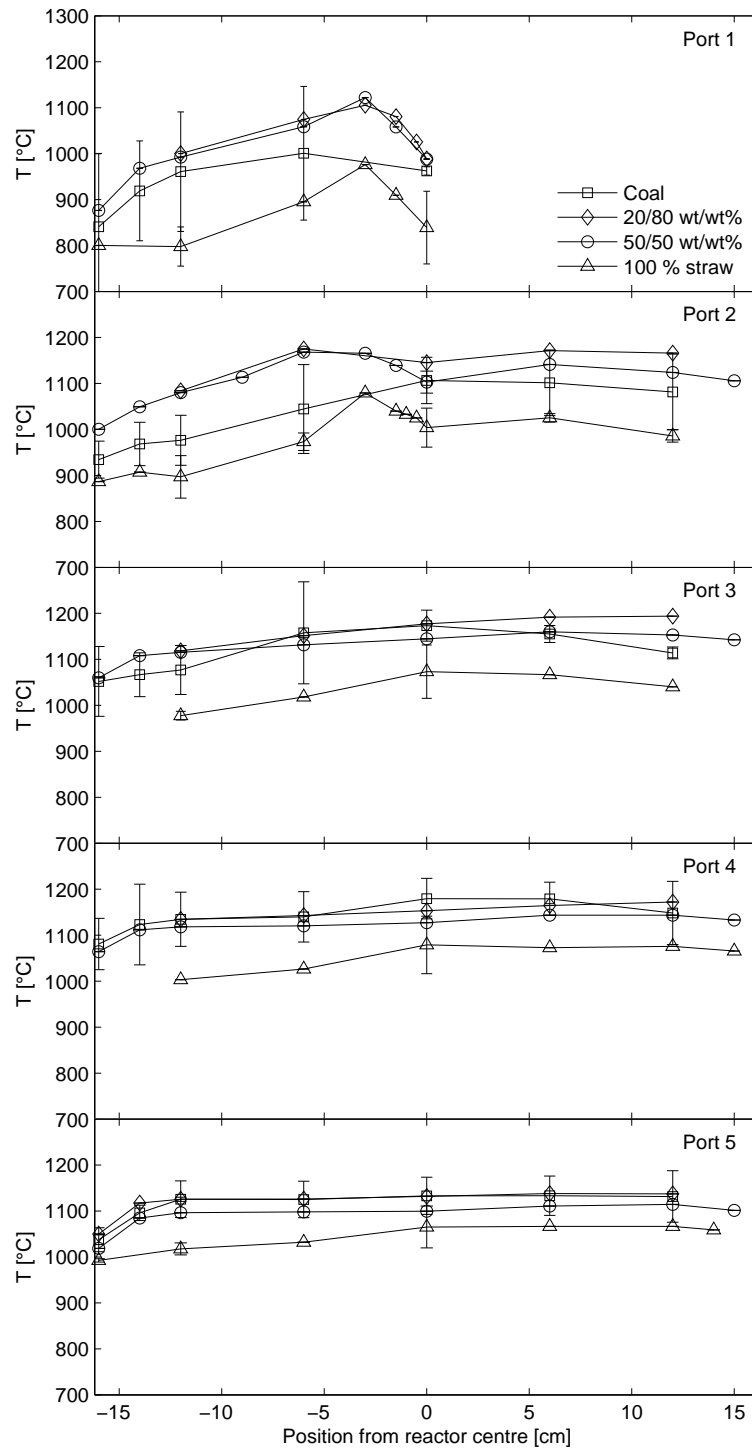 1300
Port 1
1200
1100
T [°C]
1000
900
Coal
20/80 wt/wt%
800
50/50 wt/wt%
100 % straw
700
Port 2
1200
1100
T [°C]
1000
900
800
700
Port 3
1200
1100
T [°C]
1000
900
800
700
Port 4
1200
1100
T [°C]
1000
900
800
700
Port 5
1200
1100
T [°C]
1000
900
800
700
−15 −10 −5 0 5 10 15
Position from reactor centre [cm]